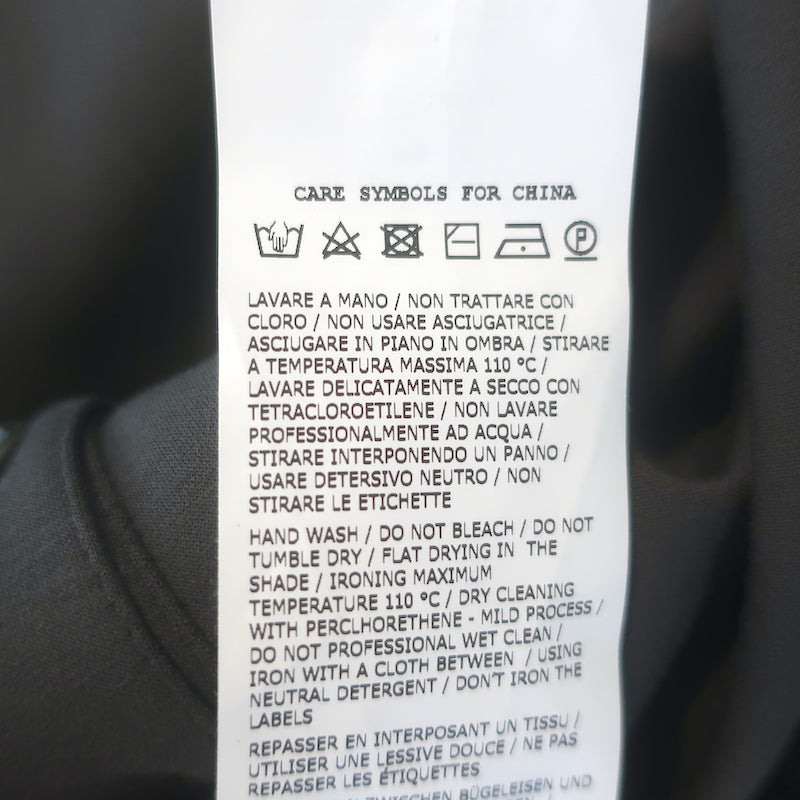 CARE SYMBOLS FOR CHINA
P
LAVARE A MANO / NON TRATTARE CON
CLORO / NON USARE ASCIUGATRICE /
ASCIUGARE IN PIANO IN OMBRA / STIRARE
A TEMPERATURA MASSIMA 110 °C /
LAVARE DELICATAMENTE A SECCO CON
TETRACLOROETILENE / NON LAVARE
PROFESSIONALMENTE AD ACQUA /
STIRARE INTERPONENDO UN PANNO /
USARE DETERSIVO NEUTRO / NON
STIRARE LE ETICHETTE
HAND WASH / DO NOT BLEACH / DO NOT
TUMBLE DRY / FLAT DRYING IN THE
SHADE / IRONING MAXIMUM
TEMPERATURE 110 °C / DRY CLEANING
WITH PERCLHORETHENE - MILD PROCESS /
DO NOT PROFESSIONAL WET CLEAN /
IRON WITH A CLOTH BETWEEN / USING
NEUTRAL DETERGENT / DON'T IRON THE
LABELS
REPASSER EN INTERPOSANT UN TISSU /
UTILISER UNE LESSIVE DOUCE / NE PAS
REPASSER LES ÉTIQUETTES
ZWISCHEN BÜGELEISEN UND